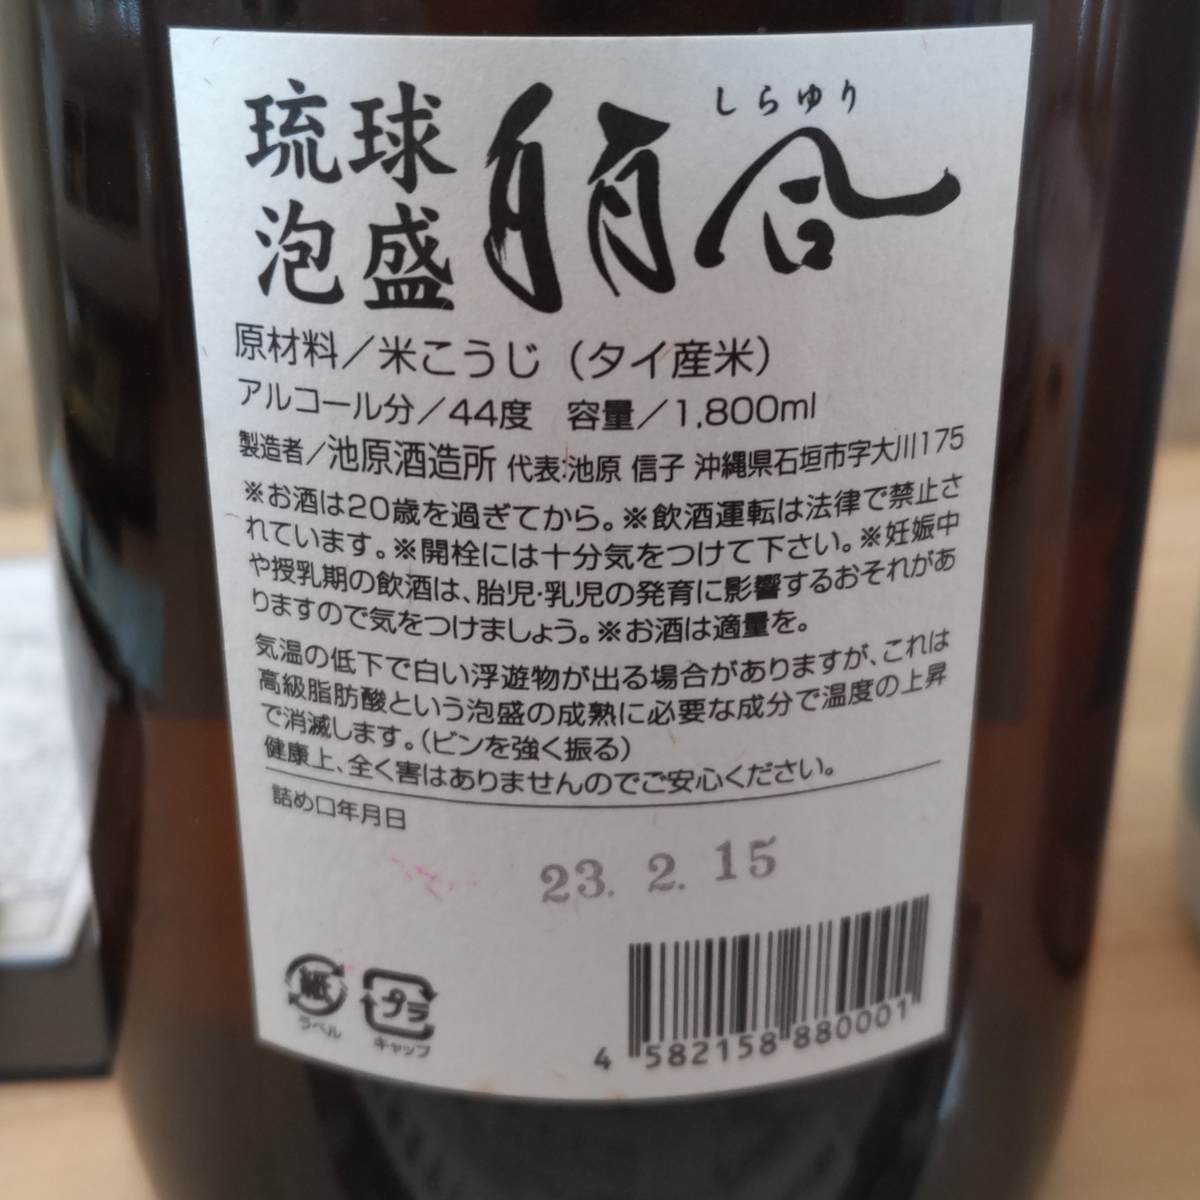 琉球
泡盛
白百合
しらゆり
原材料／米こうじ（タイ産米）
アルコール分／44度　容量／1,800ml
製造者／池原酒造所 代表:池原 信子 沖縄県石垣市字大川175
※お酒は20歳を過ぎてから。※飲酒運転は法律で禁止さ
れています。※開栓には十分気をつけて下さい。※妊娠中
や授乳期の飲酒は、胎児・乳児の発育に影響するおそれがあ
りますので気をつけましょう。※お酒は適量を。
気温の低下で白い浮遊物が出る場合がありますが、これは
高級脂肪酸という泡盛の成熟に必要な成分で温度の上昇
で消滅します。（ビンを強く振る）
健康上、全く害はありませんのでご安心ください。
詰め口年月日
23. 2. 15
紙
ラベル
プラ
キャップ
4 582158 880001